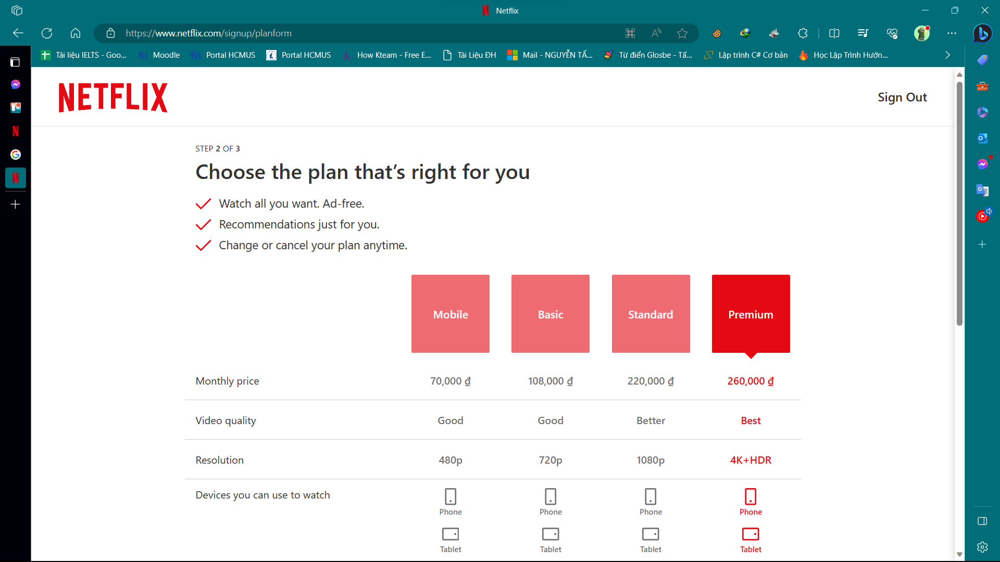 Netflix
https://www.netflix.com/signup/planform
Tài liệu IELTS - Goo...
fit Moodle
fit Portal HCMUS
Portal HCMUS
How Kteam - Free E...
Tài Liệu ĐH
Mail - NGUYỄN TẤ...
Từ điển Glosbe - Tấ...
Lập trình C# Cơ bản
Học Lập Trình Hướn...
NETFLIX
Sign Out
STEP 2 OF 3
Choose the plan that’s right for you
Watch all you want. Ad-free.
Recommendations just for you.
Change or cancel your plan anytime.
Mobile Basic Standard Premium
Monthly price 70,000 ₫ 108,000 ₫ 220,000 ₫ 260,000 ₫
Video quality Good Good Better Best
Resolution 480p 720p 1080p 4K+HDR
Devices you can use to watch
Phone Phone Phone Phone
Tablet Tablet Tablet Tablet